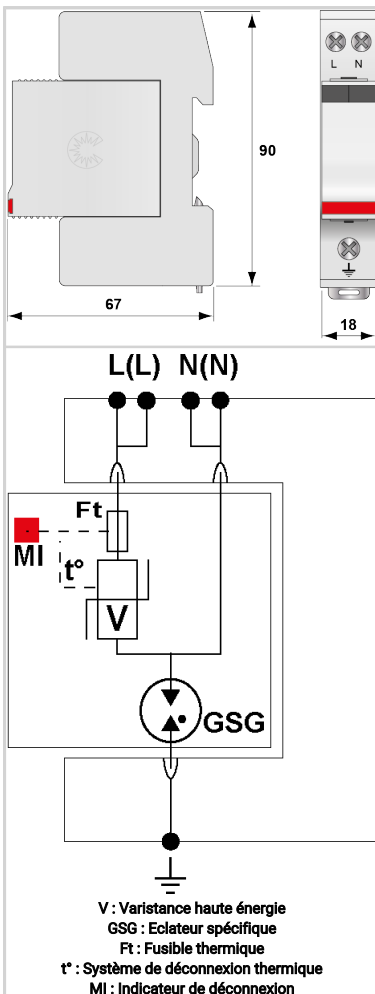 L N
90
67
18
L(L) N(N)
Ft
MI
t°
V
GSG
V : Varistance haute énergie
GSG : Eclateur spécifique
Ft : Fusible thermique
t° : Système de déconnexion thermique
MI : Indicateur de déconnexion